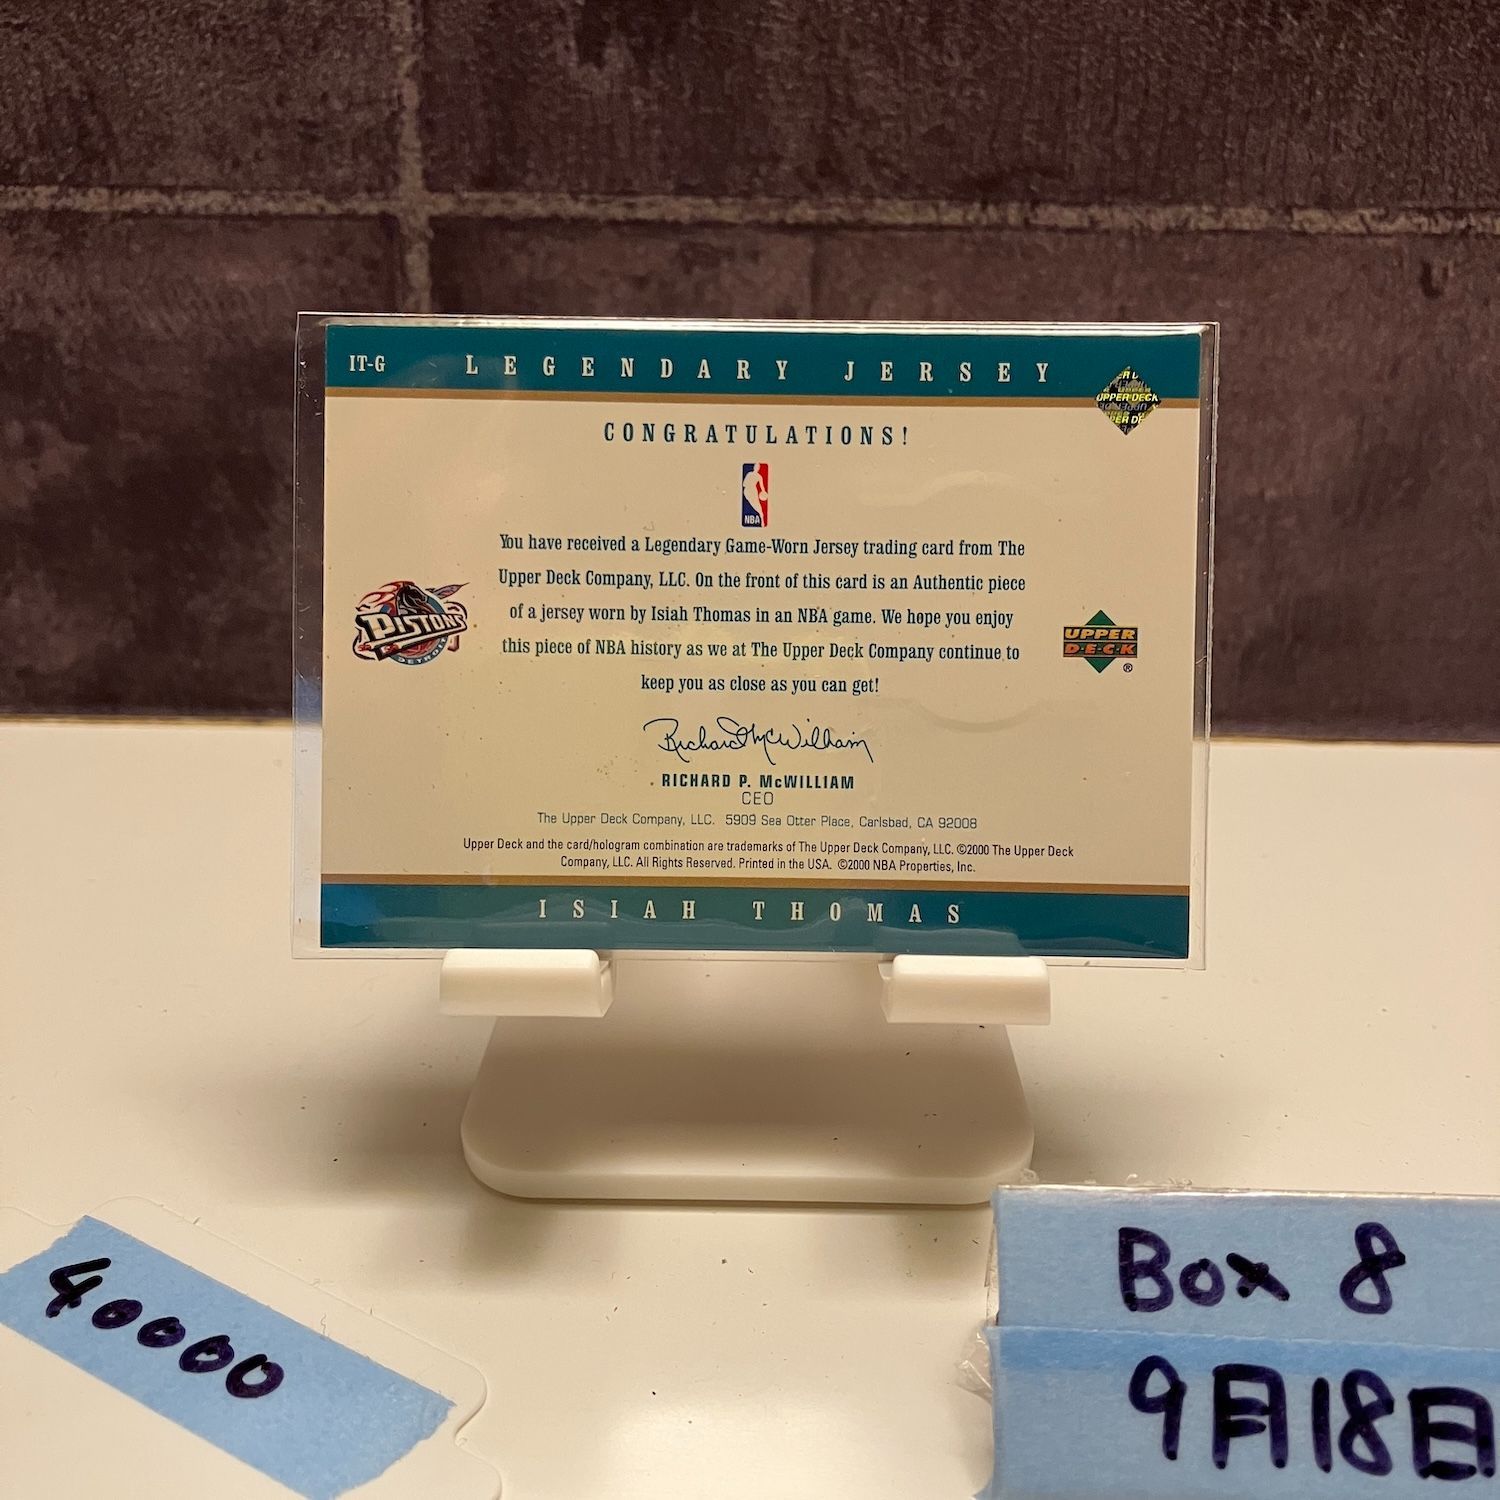 IT-G LEGENDARY JERSEY
UPPER DECK
CONGRATULATIONS!
NBA
You have received a Legendary Game-Worn Jersey trading card from The
Upper Deck Company, LLC. On the front of this card is an Authentic piece
of a jersey worn by Isiah Thomas in an NBA game. We hope you enjoy
this piece of NBA history as we at The Upper Deck Company continue to
keep you as close as you can get!
PISTONS
DETROIT
UPPER
DECK
®
Richard McWilliam
RICHARD P. McWILLIAM
CEO
The Upper Deck Company, LLC. 5909 Sea Otter Place, Carlsbad, CA 92008
Upper Deck and the card/hologram combination are trademarks of The Upper Deck Company, LLC. ©2000 The Upper Deck
Company, LLC. All Rights Reserved. Printed in the USA. ©2000 NBA Properties, Inc.
ISIAH THOMAS
40000
Box 8
9月18日